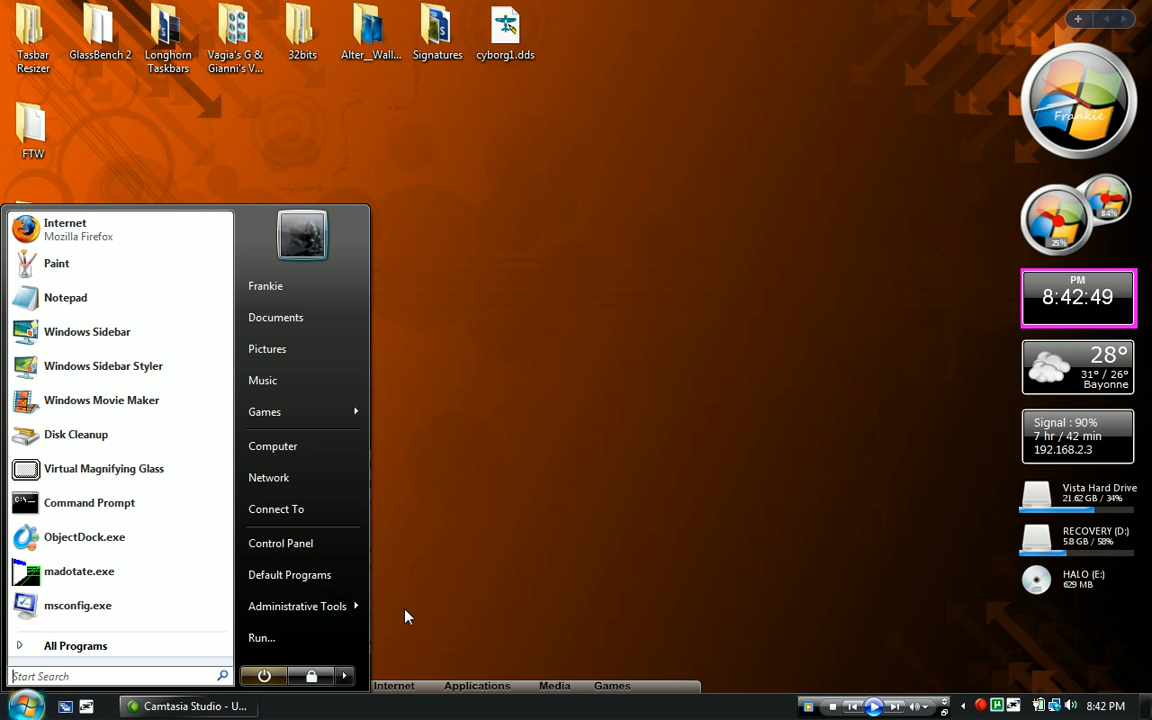 Tasbar
Resizer
GlassBench 2
Longhorn
Taskbars
Vagia's G &
Gianni's V...
32bits
Alter__Wall...
Signatures
cyborg1.dds
FTW
Frankie
84%
25%
PM
8:42:49
28°
31° / 26°
Bayonne
Signal : 90%
7 hr / 42 min
192.168.2.3
Vista Hard Drive
21.62 GB / 34%
RECOVERY (D:)
5.8 GB / 58%
HALO (E:)
629 MB
Internet
Mozilla Firefox
Paint
Notepad
Windows Sidebar
Windows Sidebar Styler
Windows Movie Maker
Disk Cleanup
Virtual Magnifying Glass
Command Prompt
ObjectDock.exe
madotate.exe
msconfig.exe
All Programs
Start Search
Frankie
Documents
Pictures
Music
Games
Computer
Network
Connect To
Control Panel
Default Programs
Administrative Tools
Run...
Internet Applications Media Games
Camtasia Studio - U...
8:42 PM